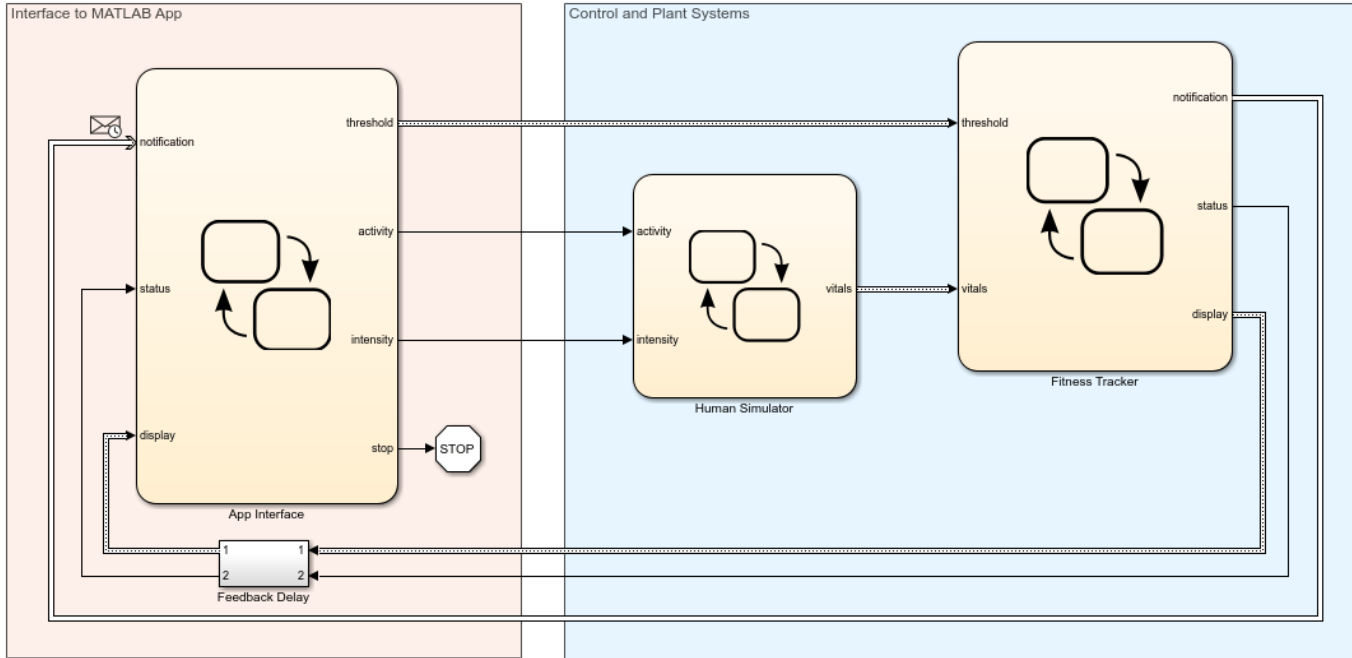 Interface to MATLAB App
Control and Plant Systems
notification
status
display
threshold
activity
intensity
stop
App Interface
STOP
activity
intensity
vitals
Human Simulator
threshold
vitals
notification
status
display
Fitness Tracker
1
2
1
2
Feedback Delay